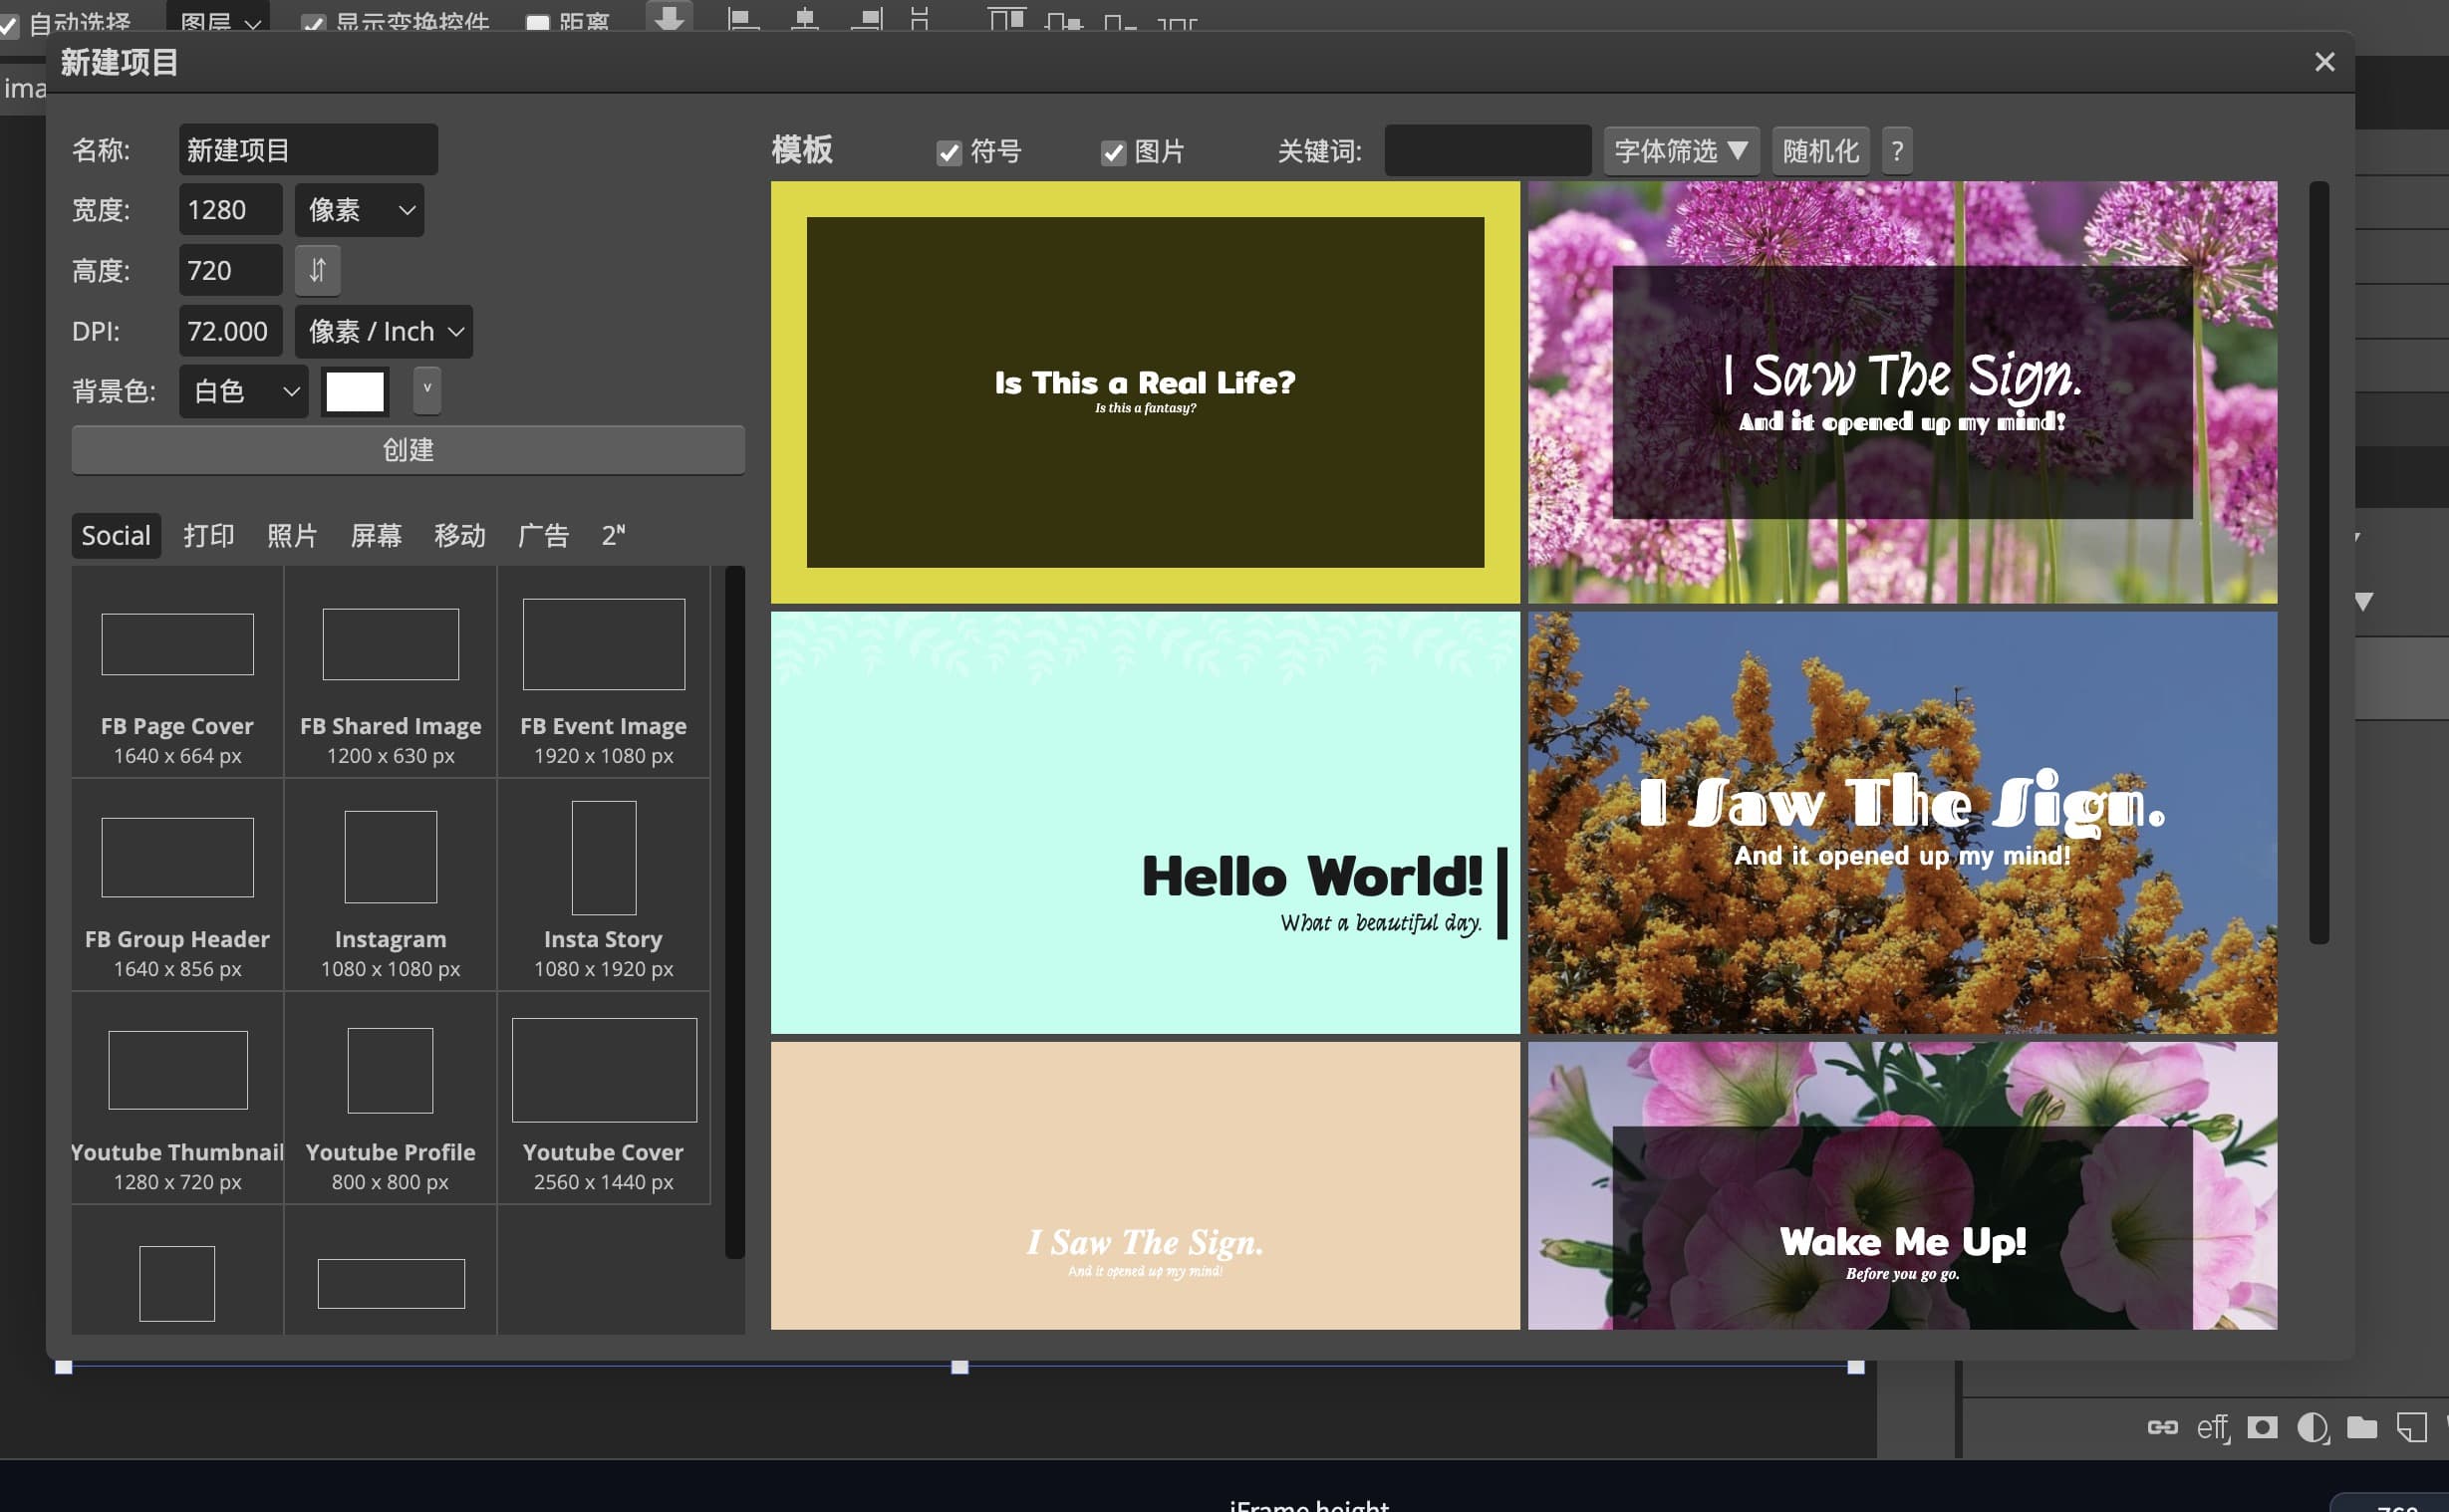 自动选择 图层 显示变换控件 距离
新建项目
ima
名称: 新建项目
宽度: 1280 像素
高度: 720
DPI: 72.000 像素 / Inch
背景色: 白色
创建
Social 打印 照片 屏幕 移动 广告 2ᴺ
FB Page Cover
1640 x 664 px
FB Shared Image
1200 x 630 px
FB Event Image
1920 x 1080 px
FB Group Header
1640 x 856 px
Instagram
1080 x 1080 px
Insta Story
1080 x 1920 px
Youtube Thumbnail
1280 x 720 px
Youtube Profile
800 x 800 px
Youtube Cover
2560 x 1440 px
模板 符号 图片 关键词: 字体筛选 ▼ 随机化 ?
Is This a Real Life?
Is this a fantasy?
I Saw The Sign.
And it opened up my mind!
Hello World!
What a beautiful day.
I Saw The Sign.
And it opened up my mind!
I Saw The Sign.
And it opened up my mind!
Wake Me Up!
Before you go go.
eff
iFrame height